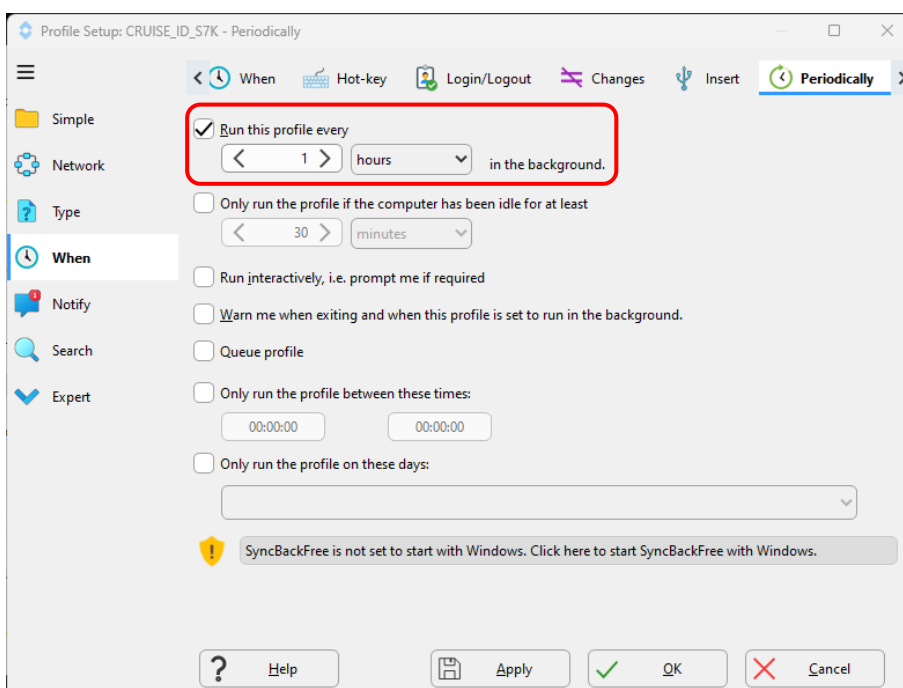 Profile Setup: CRUISE_ID_S7K - Periodically
When Hot-key Login/Logout Changes Insert Periodically
Simple
Network
Type
When
Notify
1
Search
Expert
Run this profile every
1 hours in the background.
Only run the profile if the computer has been idle for at least
30 minutes
Run interactively, i.e. prompt me if required
Warn me when exiting and when this profile is set to run in the background.
Queue profile
Only run the profile between these times:
00:00:00 00:00:00
Only run the profile on these days:
SyncBackFree is not set to start with Windows. Click here to start SyncBackFree with Windows.
Help Apply OK Cancel